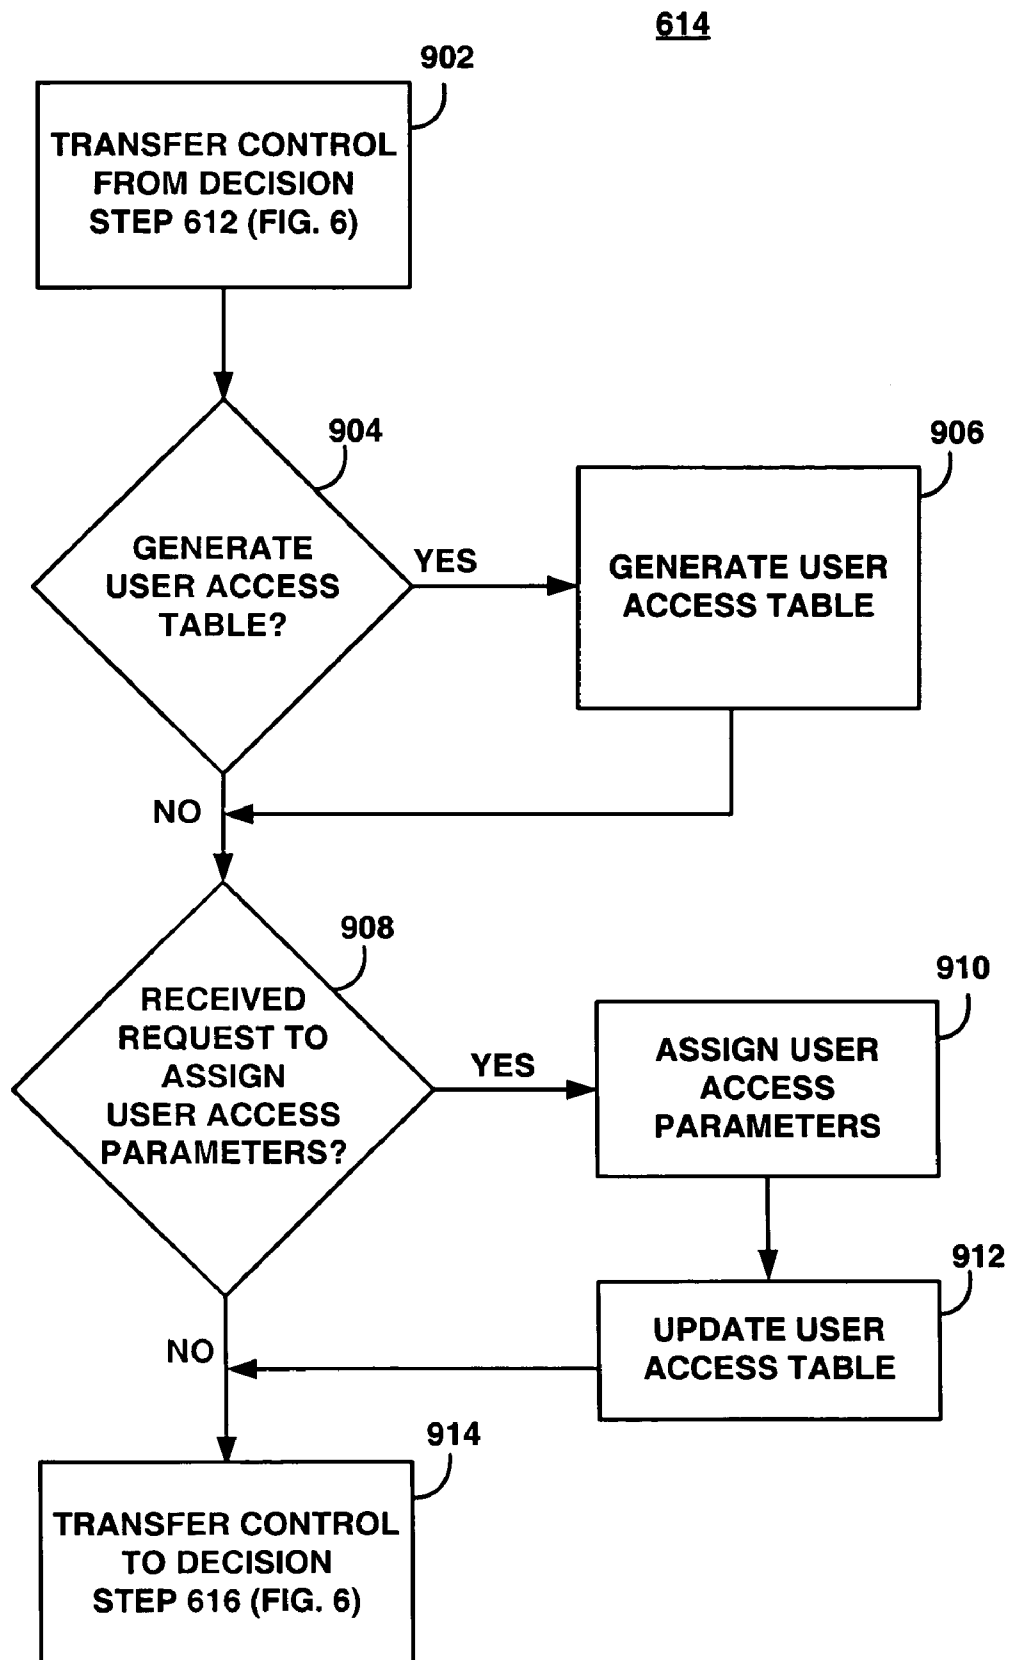 614
902
TRANSFER CONTROL
FROM DECISION
STEP 612 (FIG. 6)
904
GENERATE
USER ACCESS
TABLE?
YES
906
GENERATE USER
ACCESS TABLE
NO
908
RECEIVED
REQUEST TO
ASSIGN
USER ACCESS
PARAMETERS?
YES
910
ASSIGN USER
ACCESS
PARAMETERS
912
UPDATE USER
ACCESS TABLE
NO
914
TRANSFER CONTROL
TO DECISION
STEP 616 (FIG. 6)